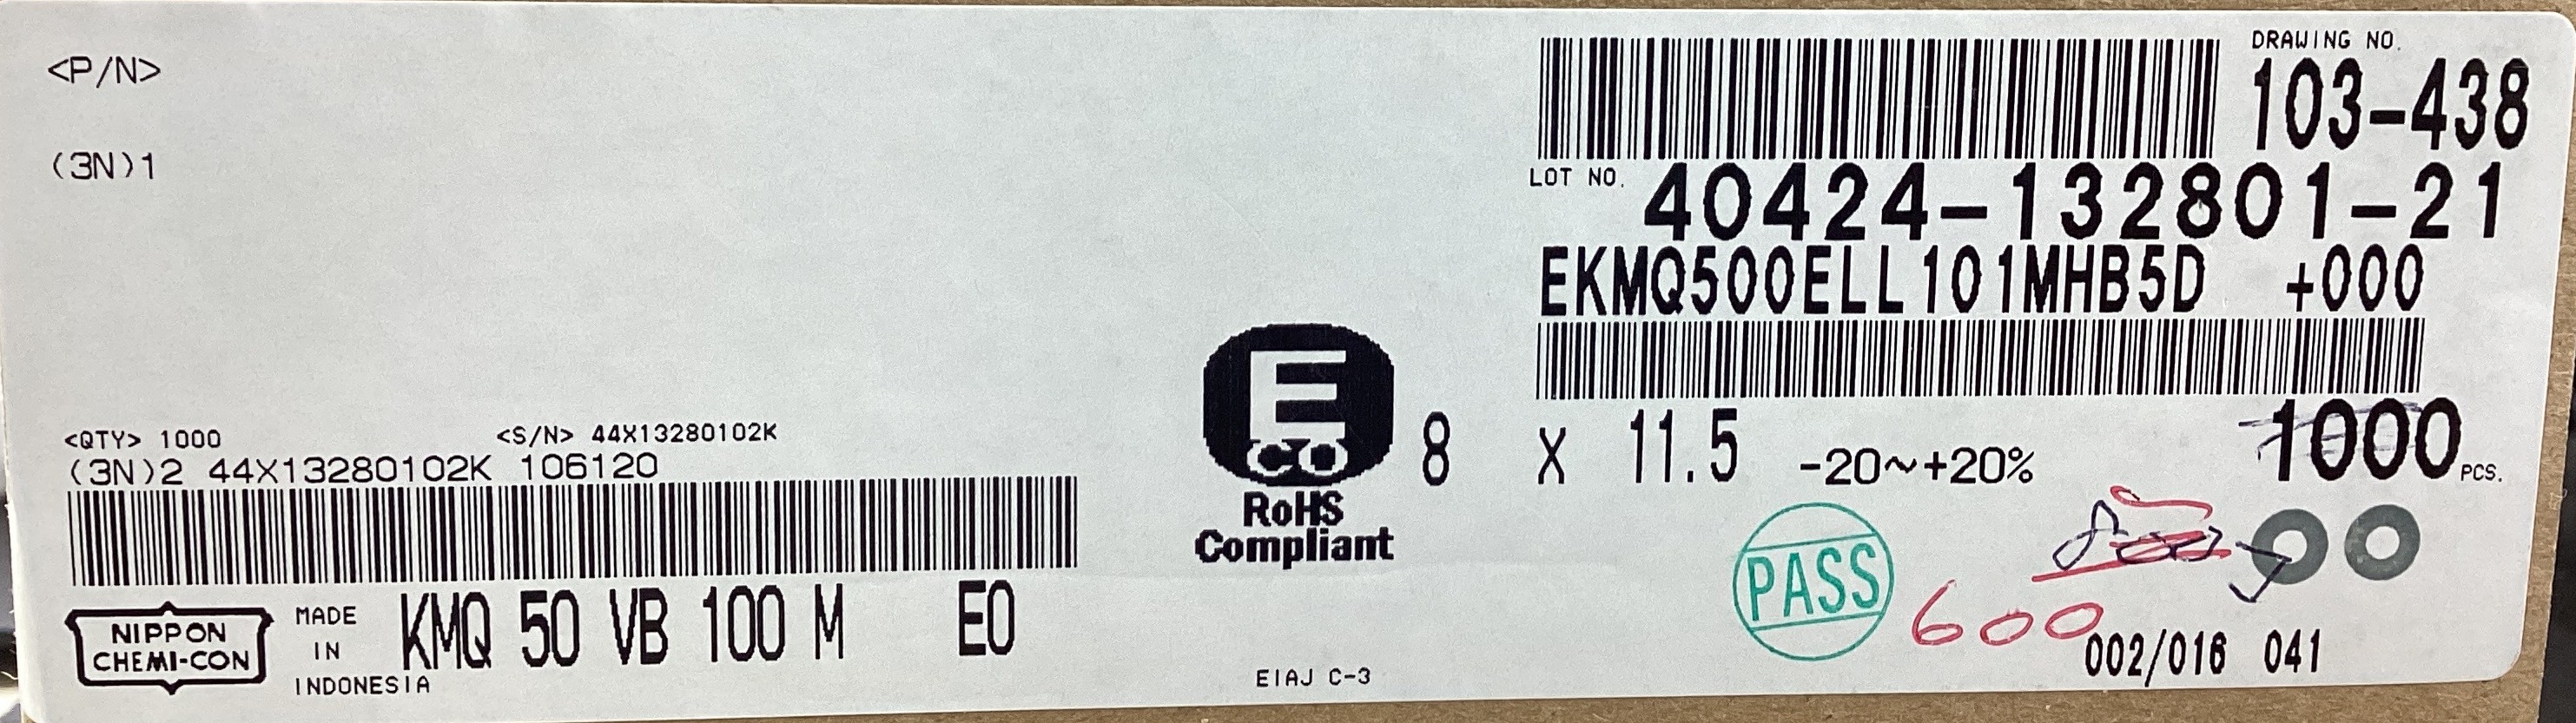 <P/N>
(3N)1
DRAWING NO.
103-438
LOT NO. 40424-132801-21
EKMQ500ELL101MHB5D +000
E
CO
RoHS
Compliant
8 X 11.5 -20~+20% 1000 PCS.
<QTY> 1000 <S/N> 44X13280102K
(3N)2 44X13280102K 106120
PASS
600
NIPPON
CHEMI-CON
MADE
IN
INDONESIA
KMQ 50 VB 100 M E0
EIAJ C-3
002/016 041